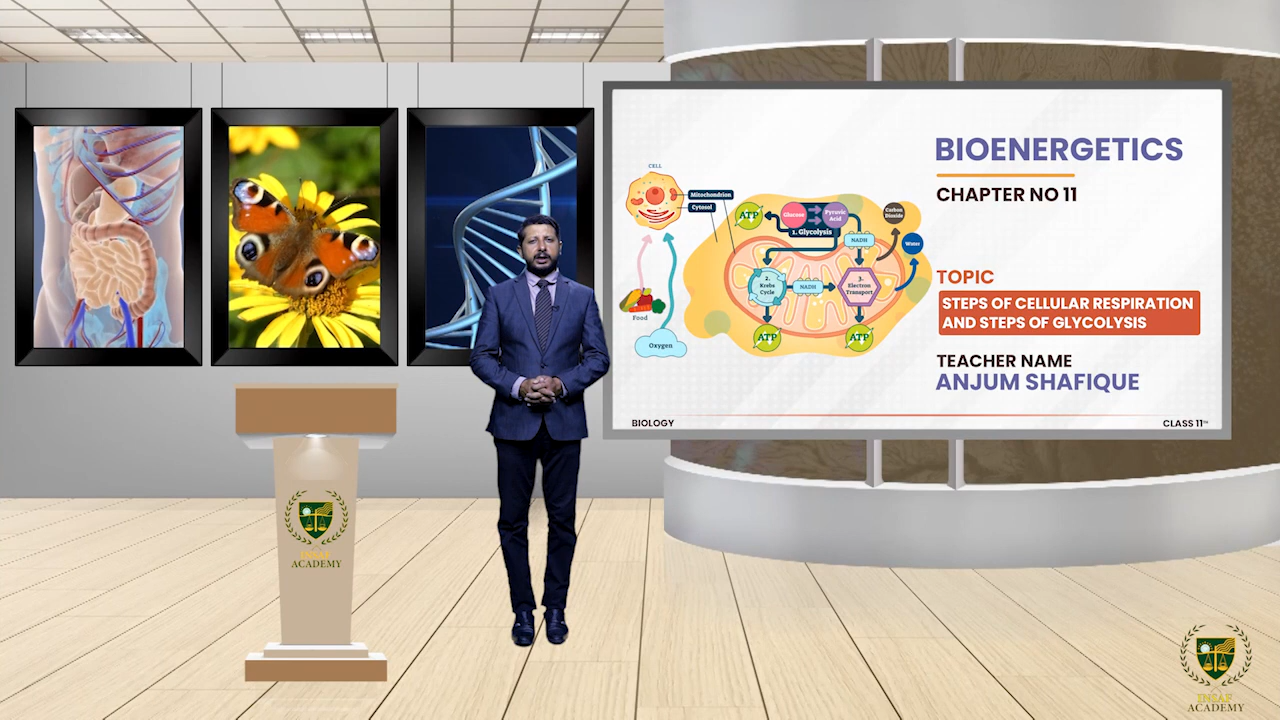 BIOENERGETICS
CHAPTER NO 11
TOPIC
STEPS OF CELLULAR RESPIRATION
AND STEPS OF GLYCOLYSIS
TEACHER NAME
ANJUM SHAFIQUE
CELL
Mitochondrion
Cytosol
ATP
Glucose
Pyruvic
Acid
1. Glycolysis
Carbon
Dioxide
NADH
Water
2.
Krebs
Cycle
NADH
3.
Electron
Transport
Food
Oxygen
ATP
ATP
BIOLOGY
CLASS 11TH
INSAF
ACADEMY
INSAF
ACADEMY